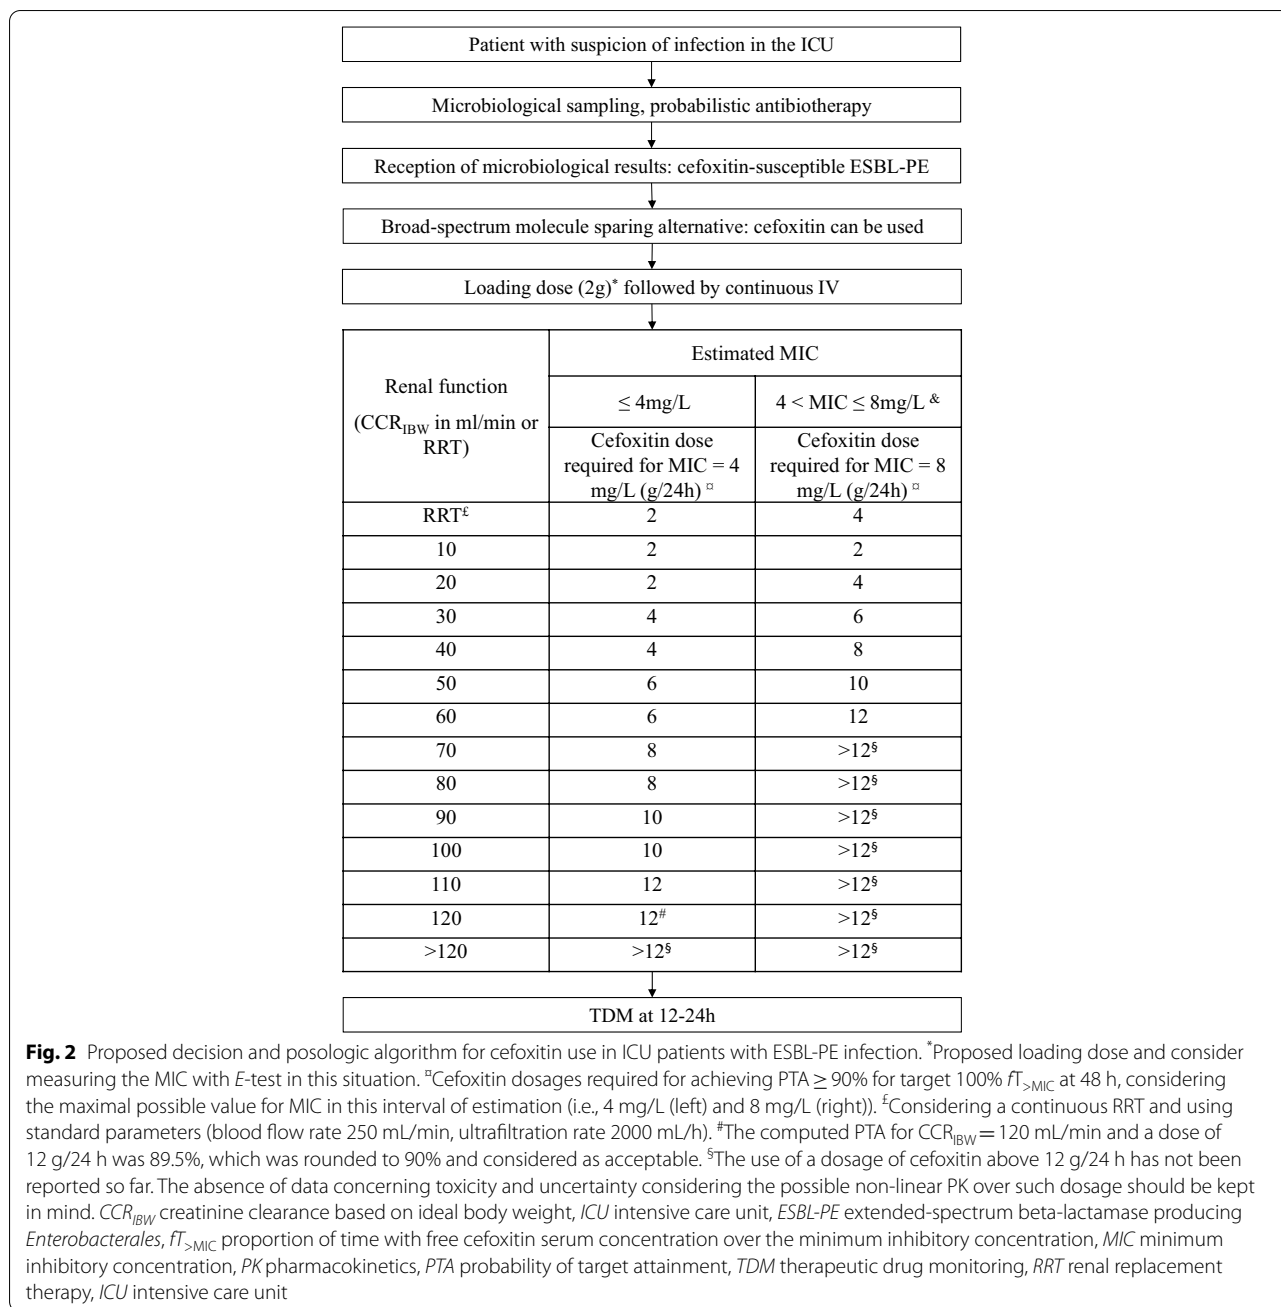 Patient with suspicion of infection in the ICU
Microbiological sampling, probabilistic antibiotherapy
Reception of microbiological results: cefoxitin-susceptible ESBL-PE
Broad-spectrum molecule sparing alternative: cefoxitin can be used
Loading dose (2g)* followed by continuous IV
Renal function
(CCR_IBW in ml/min or
RRT)
Estimated MIC
≤ 4mg/L
4 < MIC ≤ 8mg/L &
Cefoxitin dose
required for MIC = 4
mg/L (g/24h) ¤
Cefoxitin dose
required for MIC = 8
mg/L (g/24h) ¤
RRT£ 2 4
10 2 2
20 2 4
30 4 6
40 4 8
50 6 10
60 6 12
70 8 >12§
80 8 >12§
90 10 >12§
100 10 >12§
110 12 >12§
120 12# >12§
>120 >12§ >12§
TDM at 12-24h
Fig. 2 Proposed decision and posologic algorithm for cefoxitin use in ICU patients with ESBL-PE infection. *Proposed loading dose and consider
measuring the MIC with E-test in this situation. ¤Cefoxitin dosages required for achieving PTA ≥ 90% for target 100% fT>MIC at 48 h, considering
the maximal possible value for MIC in this interval of estimation (i.e., 4 mg/L (left) and 8 mg/L (right)). £Considering a continuous RRT and using
standard parameters (blood flow rate 250 mL/min, ultrafiltration rate 2000 mL/h). #The computed PTA for CCR_IBW = 120 mL/min and a dose of
12 g/24 h was 89.5%, which was rounded to 90% and considered as acceptable. §The use of a dosage of cefoxitin above 12 g/24 h has not been
reported so far. The absence of data concerning toxicity and uncertainty considering the possible non-linear PK over such dosage should be kept
in mind. CCR_IBW creatinine clearance based on ideal body weight, ICU intensive care unit, ESBL-PE extended-spectrum beta-lactamase producing
Enterobacterales, fT>MIC proportion of time with free cefoxitin serum concentration over the minimum inhibitory concentration, MIC minimum
inhibitory concentration, PK pharmacokinetics, PTA probability of target attainment, TDM therapeutic drug monitoring, RRT renal replacement
therapy, ICU intensive care unit